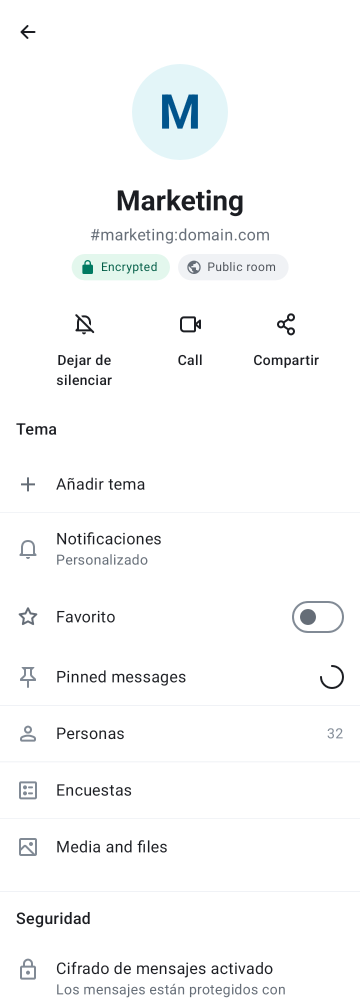 M
Marketing
#marketing:domain.com
Encrypted
Public room
Dejar de
silenciar
Call
Compartir
Tema
Añadir tema
Notificaciones
Personalizado
Favorito
Pinned messages
Personas
32
Encuestas
Media and files
Seguridad
Cifrado de mensajes activado
Los mensajes están protegidos con